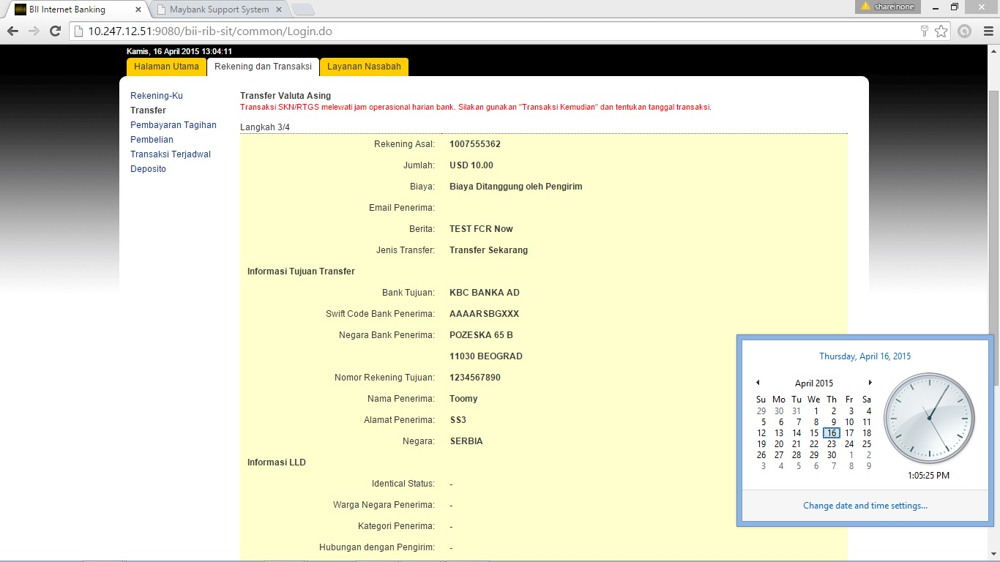 BII Internet Banking
Maybank Support System
shareinone
10.247.12.51:9080/bii-rib-sit/common/Login.do
Kamis, 16 April 2015 13:04:11
Halaman Utama
Rekening dan Transaksi
Layanan Nasabah
Rekening-Ku
Transfer
Pembayaran Tagihan
Pembelian
Transaksi Terjadwal
Deposito
Transfer Valuta Asing
Transaksi SKN/RTGS melewati jam operasional harian bank. Silakan gunakan "Transaksi Kemudian" dan tentukan tanggal transaksi.
Langkah 3/4
Rekening Asal: 1007555362
Jumlah: USD 10.00
Biaya: Biaya Ditanggung oleh Pengirim
Email Penerima:
Berita: TEST FCR Now
Jenis Transfer: Transfer Sekarang
Informasi Tujuan Transfer
Bank Tujuan: KBC BANKA AD
Swift Code Bank Penerima: AAAARSBGXXX
Negara Bank Penerima: POZESKA 65 B
11030 BEOGRAD
Nomor Rekening Tujuan: 1234567890
Nama Penerima: Toomy
Alamat Penerima: SS3
Negara: SERBIA
Informasi LLD
Identical Status: -
Warga Negara Penerima: -
Kategori Penerima: -
Hubungan dengan Pengirim: -
Thursday, April 16, 2015
April 2015
Su Mo Tu We Th Fr Sa
29 30 31 1 2 3 4
5 6 7 8 9 10 11
12 13 14 15 16 17 18
19 20 21 22 23 24 25
26 27 28 29 30 1 2
3 4 5 6 7 8 9
1:05:25 PM
Change date and time settings...